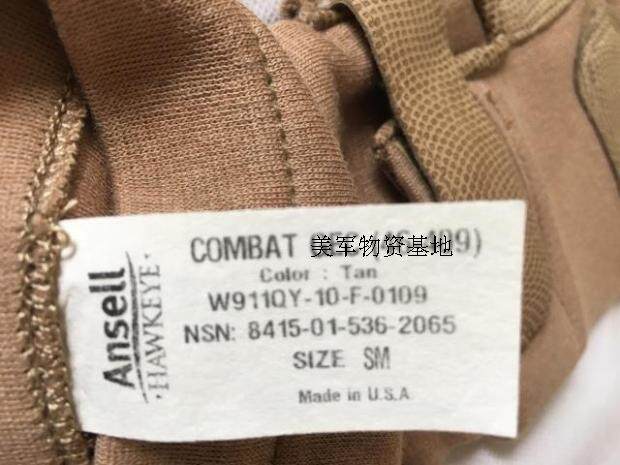 Ansell
HAWKEYE
COMBAT
美军物资基地
Color : Tan
W911QY-10-F-0109
NSN: 8415-01-536-2065
SIZE SM
Made in U.S.A